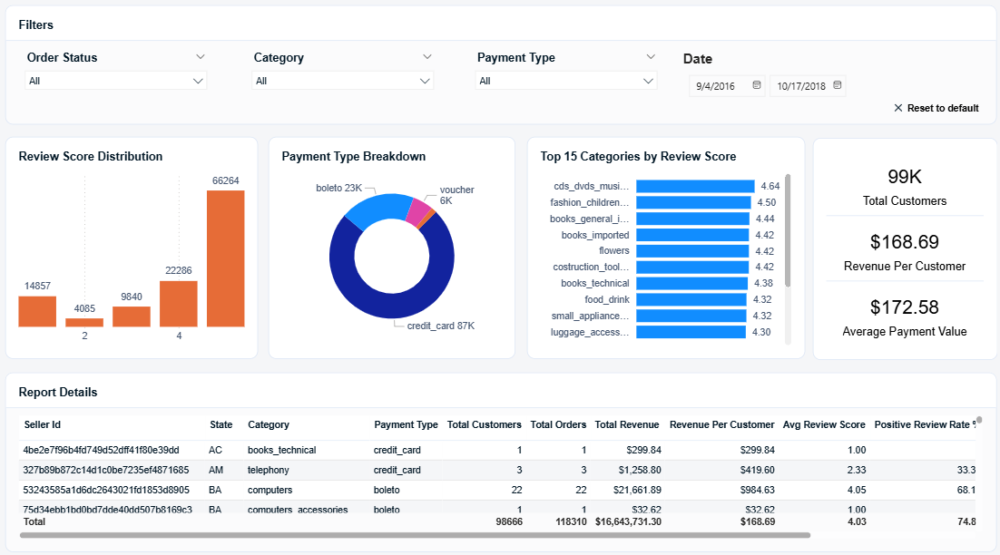 Filters
Order Status
Category
Payment Type
Date
All
All
All
9/4/2016
10/17/2018
Reset to default
Review Score Distribution
14857
4085
9840
22286
66264
2
4
Payment Type Breakdown
boleto 23K
voucher
6K
credit_card 87K
Top 15 Categories by Review Score
cds_dvds_musi... 4.64
fashion_children... 4.50
books_general_i... 4.44
books_imported 4.42
flowers 4.42
costruction_tool... 4.42
books_technical 4.38
food_drink 4.32
small_appliance... 4.32
luggage_access... 4.30
99K
Total Customers
$168.69
Revenue Per Customer
$172.58
Average Payment Value
Report Details
Seller Id State Category Payment Type Total Customers Total Orders Total Revenue Revenue Per Customer Avg Review Score Positive Review Rate %
4be2e7f96b4fd749d52dff41f80e39dd AC books_technical credit_card 1 1 $299.84 $299.84 1.00
327b89b872c14d1c0be7235ef4871685 AM telephony credit_card 3 3 $1,258.80 $419.60 2.33 33.3
53243585a1d6dc2643021fd1853d8905 BA computers boleto 22 22 $21,661.89 $984.63 4.05 68.1
75d34ebb1bd0bd7dde40dd507b8169c3 BA computers_accessories boleto 1 1 $32.62 $32.62 1.00
Total 98666 118310 $16,643,731.30 $168.69 4.03 74.8